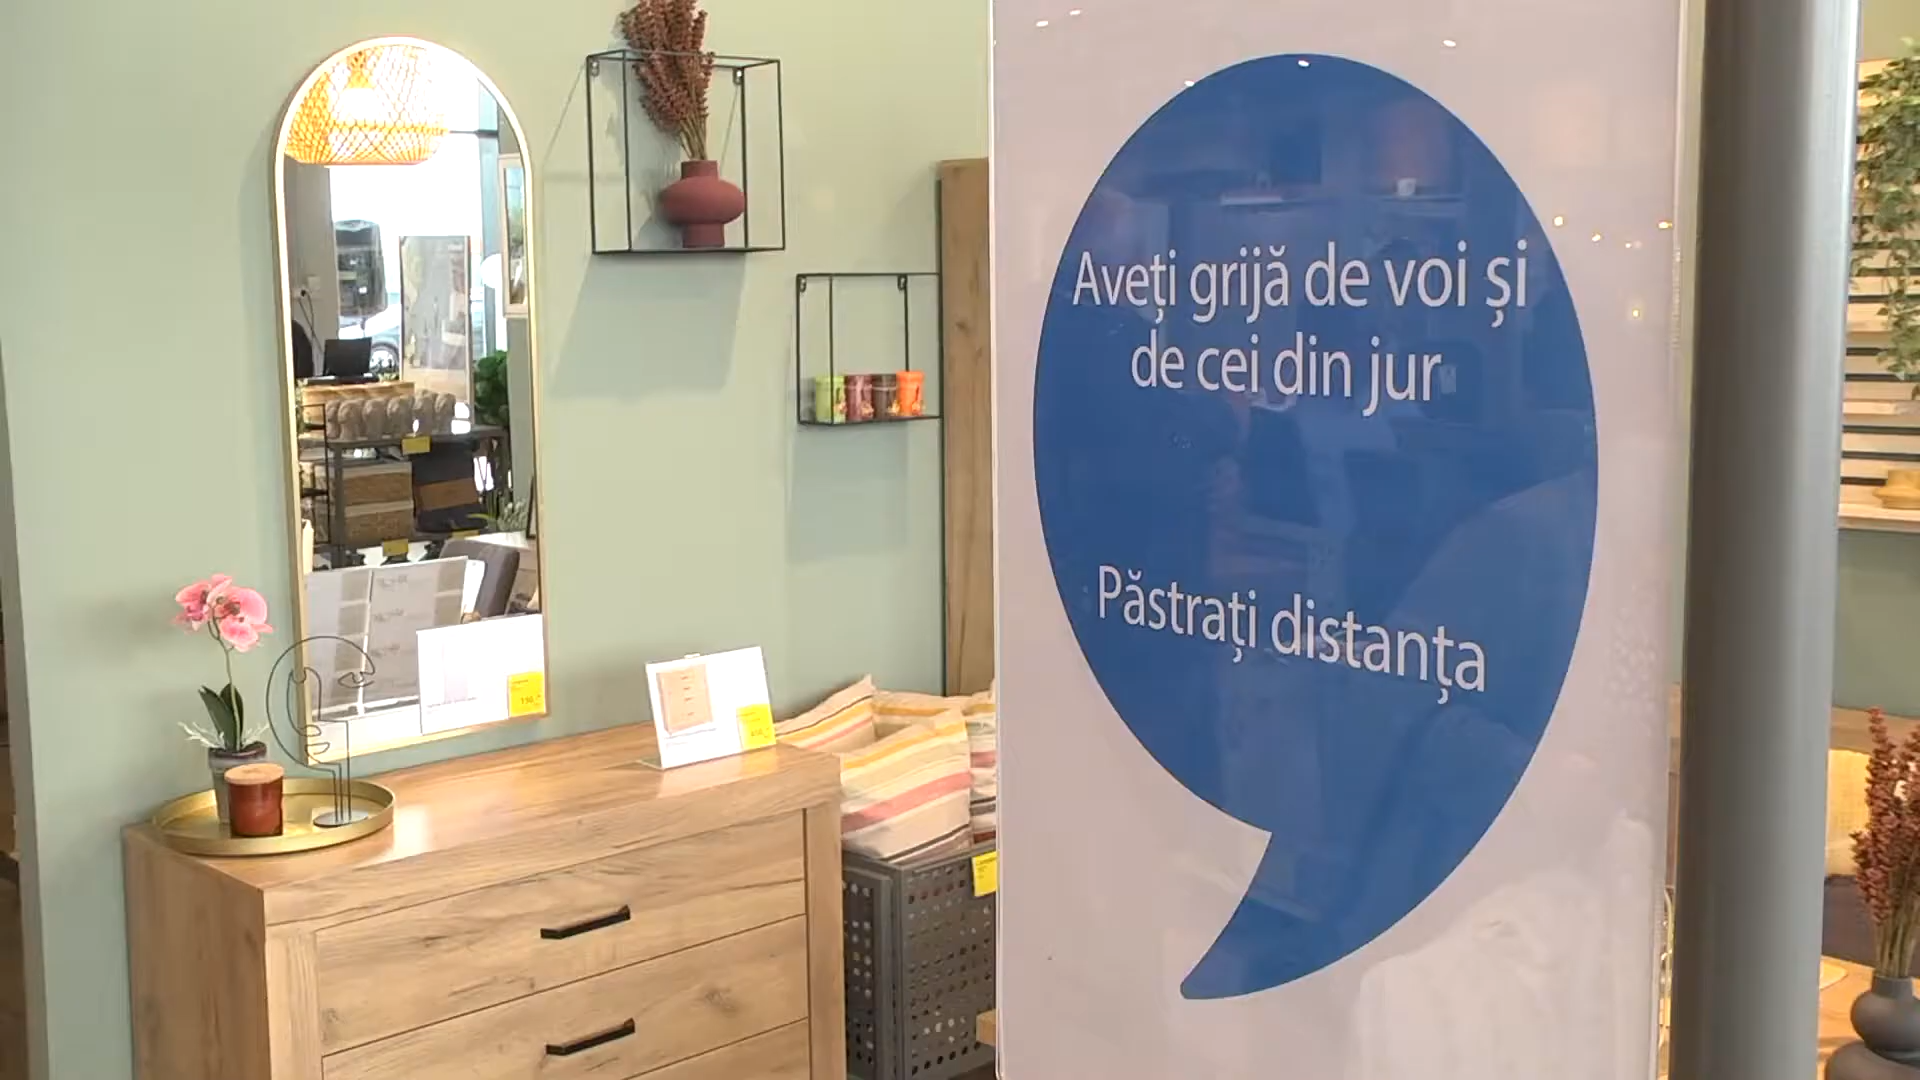 Aveți grijă de voi și
de cei din jur
Păstrați distanța